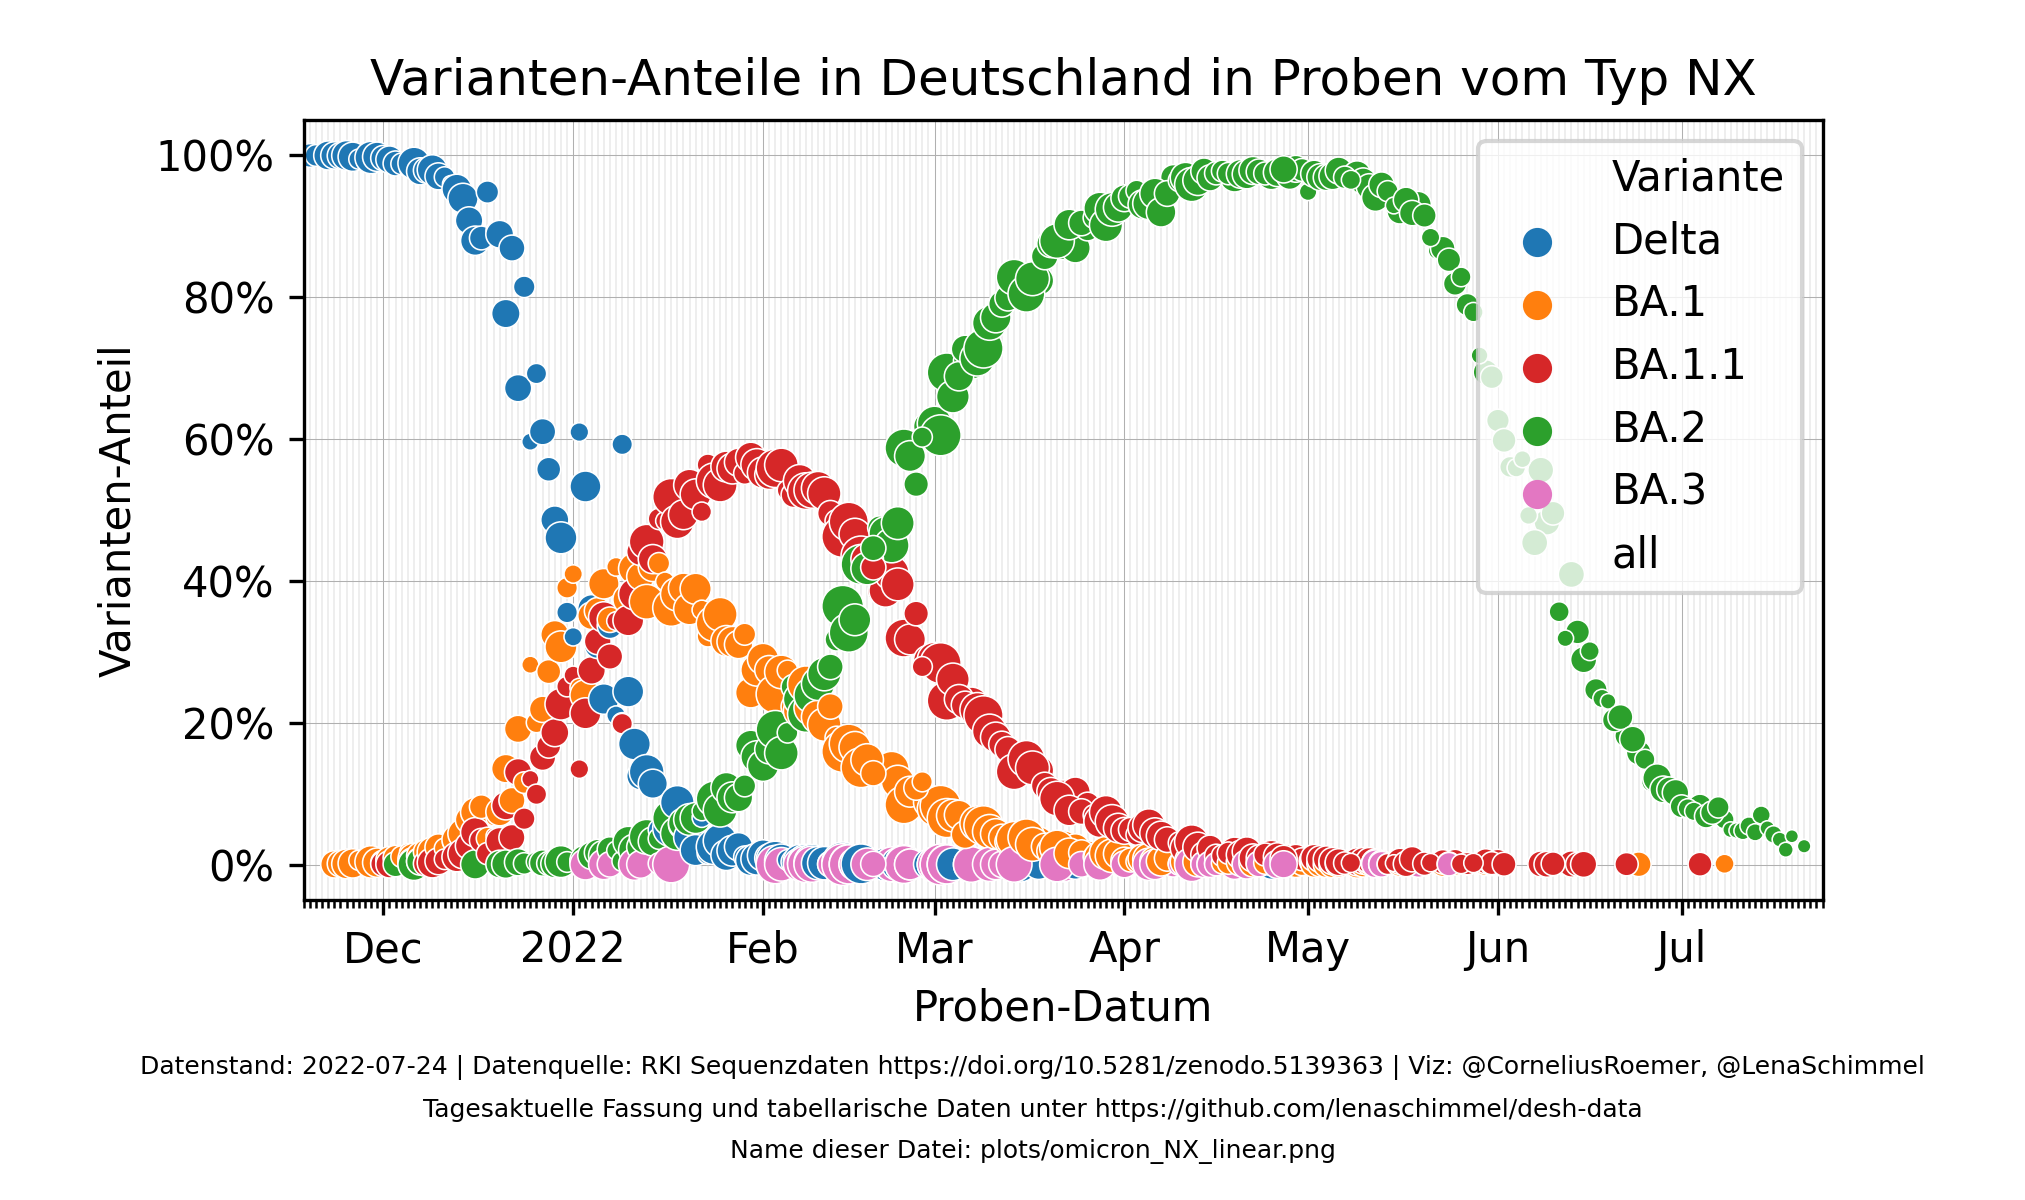 Varianten-Anteile in Deutschland in Proben vom Typ NX
Varianten-Anteil
100%
80%
60%
40%
20%
0%
Variante
Delta
BA.1
BA.1.1
BA.2
BA.3
all
Dec
2022
Feb
Mar
Apr
May
Jun
Jul
Proben-Datum
Datenstand: 2022-07-24 | Datenquelle: RKI Sequenzdaten https://doi.org/10.5281/zenodo.5139363 | Viz: @CorneliusRoemer, @LenaSchimmel
Tagesaktuelle Fassung und tabellarische Daten unter https://github.com/lenaschimmel/desh-data
Name dieser Datei: plots/omicron_NX_linear.png